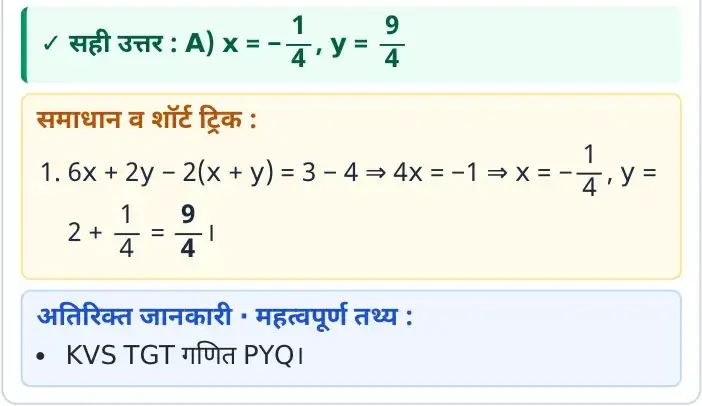 ✓ सही उत्तर : A) x = −1/4, y = 9/4
समाधान व शॉर्ट ट्रिक :
1. 6x + 2y − 2(x + y) = 3 − 4 ⇒ 4x = −1 ⇒ x = −1/4, y =
2 + 1/4 = 9/4।
अतिरिक्त जानकारी · महत्वपूर्ण तथ्य :
• KVS TGT गणित PYQ।